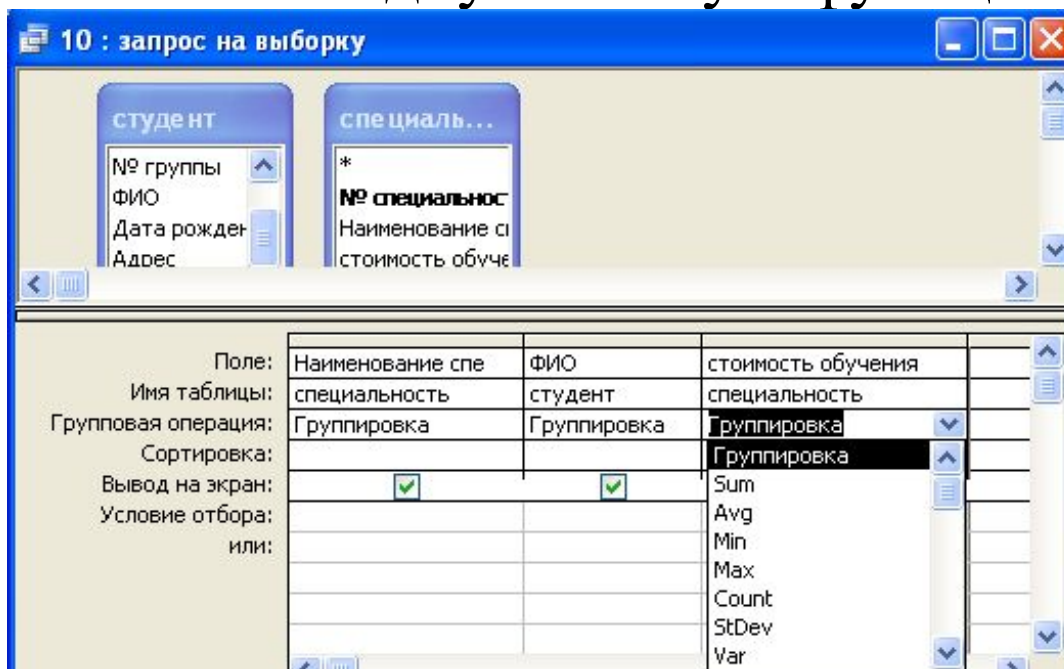 10 : запрос на выборку
студент
№ группы
ФИО
Дата рожден
Адрес
специаль...
*
№ специальност
Наименование сп
стоимость обуче
Поле: Наименование спе ФИО стоимость обучения
Имя таблицы: специальность студент специальность
Групповая операция: Группировка Группировка Группировка
Сортировка: Группировка
Вывод на экран: Sum
Условие отбора: Avg
или: Min
Max
Count
StDev
Var